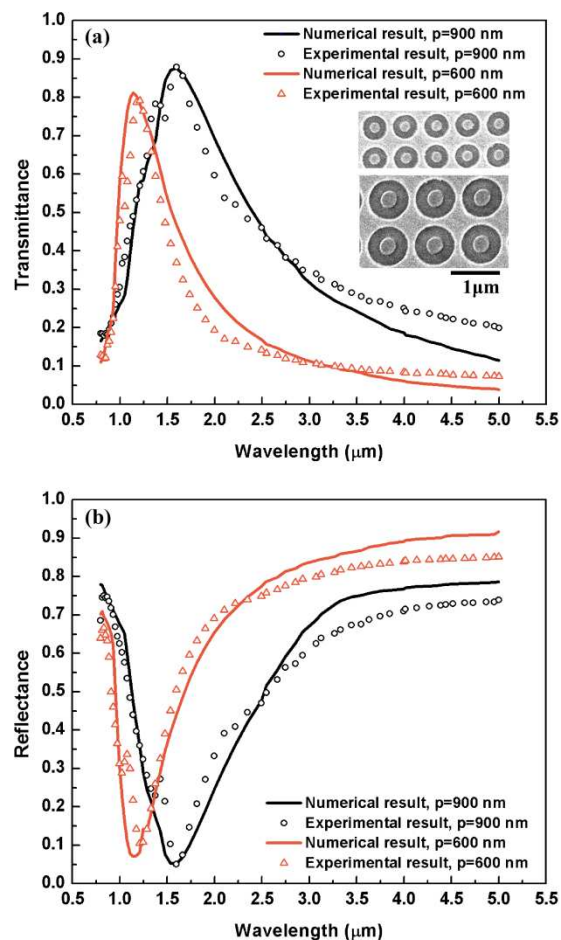 (a)
Numerical result, p=900 nm
Experimental result, p=900 nm
Numerical result, p=600 nm
Experimental result, p=600 nm
1μm
1.0
0.9
0.8
0.7
0.6
0.5
0.4
0.3
0.2
0.1
0.0
Transmittance
0.5 1.0 1.5 2.0 2.5 3.0 3.5 4.0 4.5 5.0 5.5
Wavelength (μm)
(b)
1.0
0.9
0.8
0.7
0.6
0.5
0.4
0.3
0.2
0.1
0.0
Reflectance
Numerical result, p=900 nm
Experimental result, p=900 nm
Numerical result, p=600 nm
Experimental result, p=600 nm
0.5 1.0 1.5 2.0 2.5 3.0 3.5 4.0 4.5 5.0 5.5
Wavelength (μm)